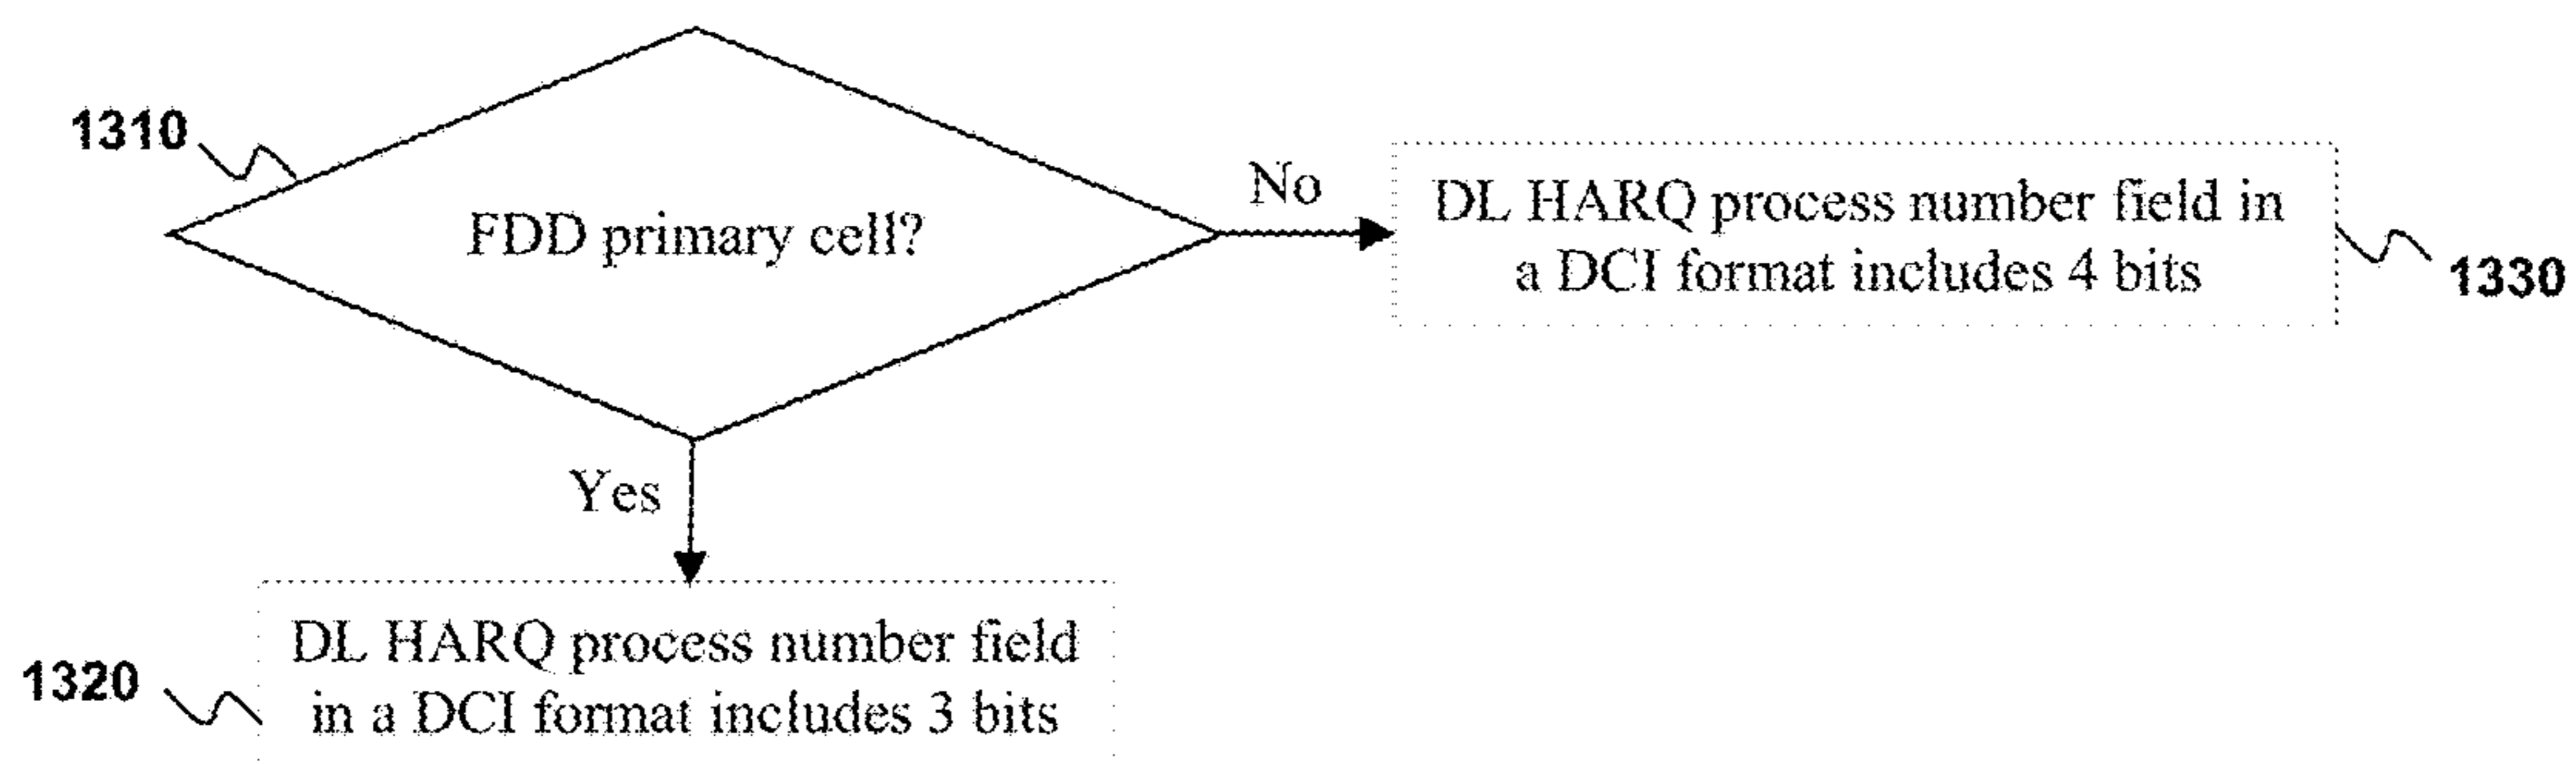 1310
FDD primary cell?
No
DL HARQ process number field in
a DCI format includes 4 bits
1330
Yes
DL HARQ process number field
in a DCI format includes 3 bits
1320